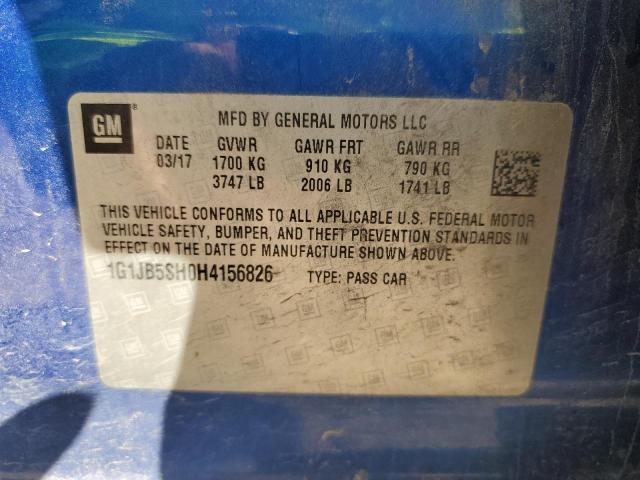 GM
®
MFD BY GENERAL MOTORS LLC
DATE GVWR GAWR FRT GAWR RR
03/17 1700 KG 910 KG 790 KG
3747 LB 2006 LB 1741 LB
THIS VEHICLE CONFORMS TO ALL APPLICABLE U.S. FEDERAL MOTOR
VEHICLE SAFETY, BUMPER, AND THEFT PREVENTION STANDARDS IN
EFFECT ON THE DATE OF MANUFACTURE SHOWN ABOVE.
1G1JB5SH0H4156826 TYPE: PASS CAR